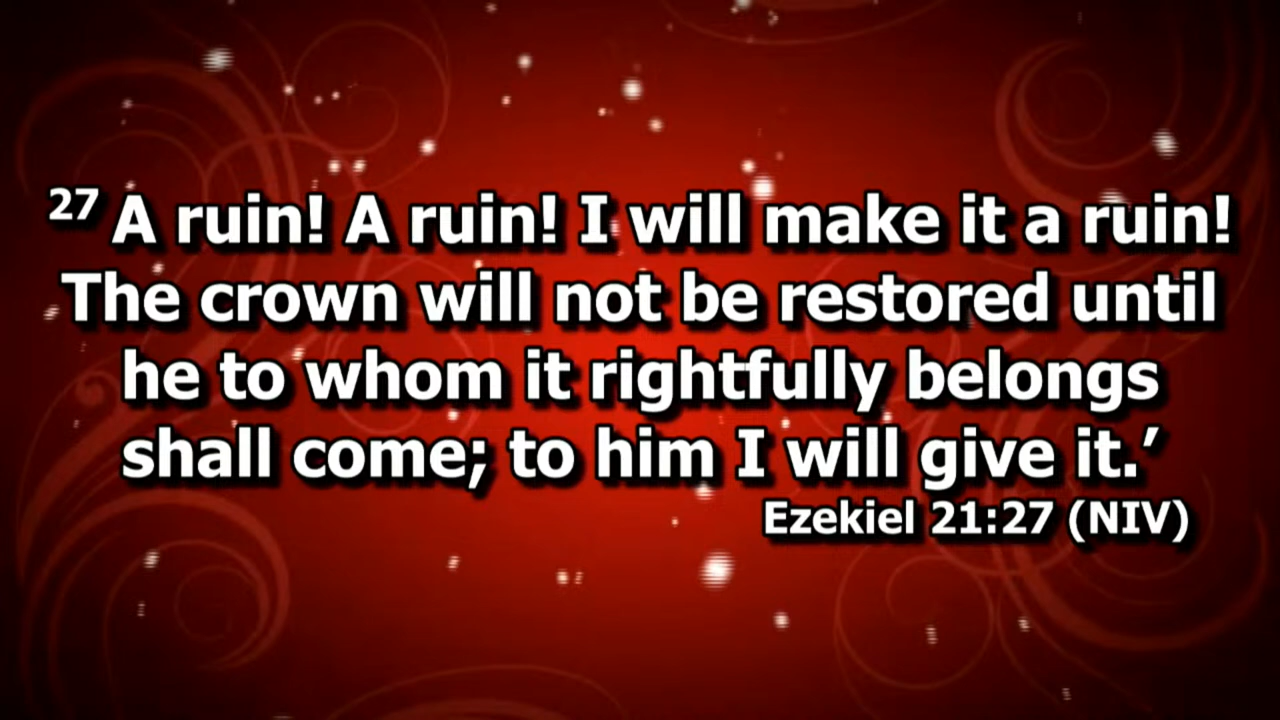 27 A ruin! A ruin! I will make it a ruin!
The crown will not be restored until
he to whom it rightfully belongs
shall come; to him I will give it.’
Ezekiel 21:27 (NIV)